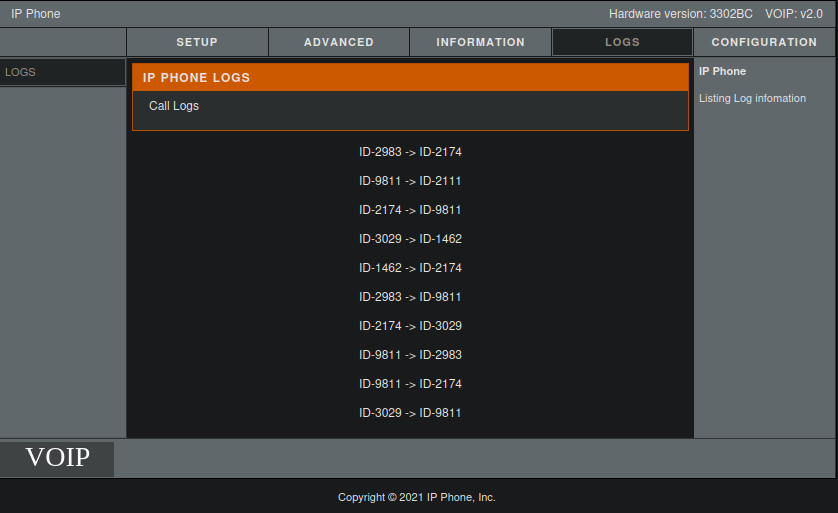 IP Phone
Hardware version: 3302BC VOIP: v2.0
SETUP ADVANCED INFORMATION LOGS CONFIGURATION
LOGS
IP PHONE LOGS
Call Logs
ID-2983 -> ID-2174
ID-9811 -> ID-2111
ID-2174 -> ID-9811
ID-3029 -> ID-1462
ID-1462 -> ID-2174
ID-2983 -> ID-9811
ID-2174 -> ID-3029
ID-9811 -> ID-2983
ID-9811 -> ID-2174
ID-3029 -> ID-9811
IP Phone
Listing Log infomation
VOIP
Copyright © 2021 IP Phone, Inc.